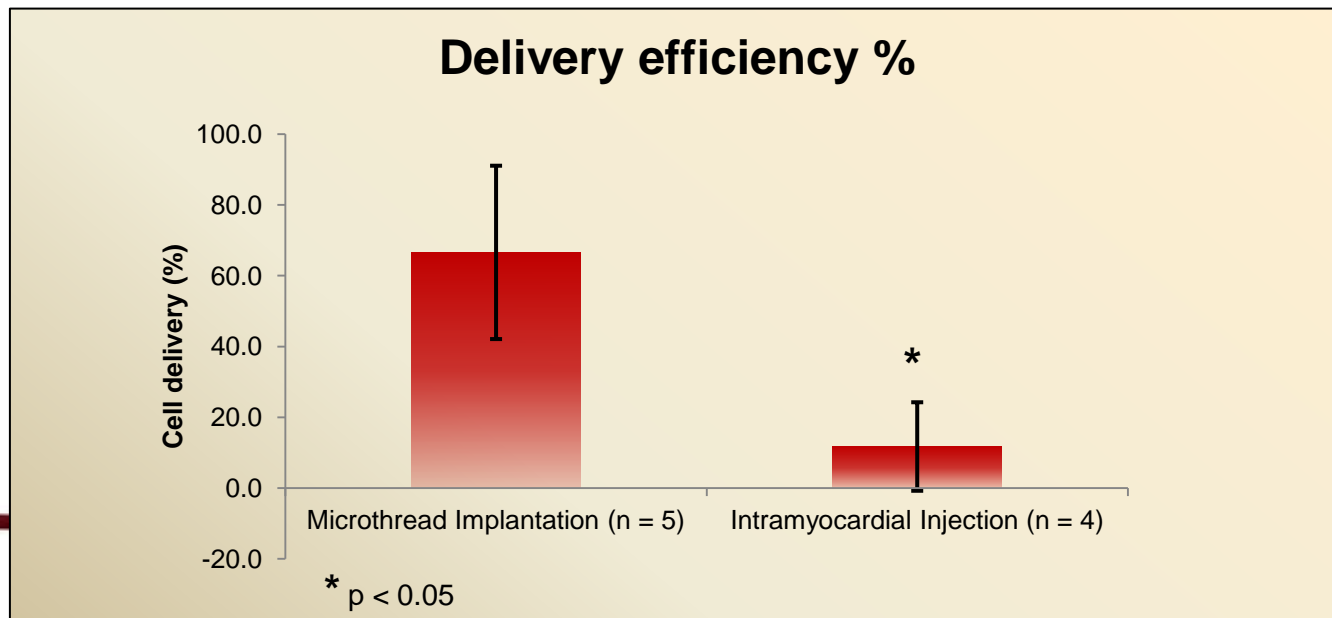 Delivery efficiency %
100.0
80.0
60.0
40.0
20.0
0.0
-20.0
Cell delivery (%)
*
Microthread Implantation (n = 5)
Intramyocardial Injection (n = 4)
* p < 0.05